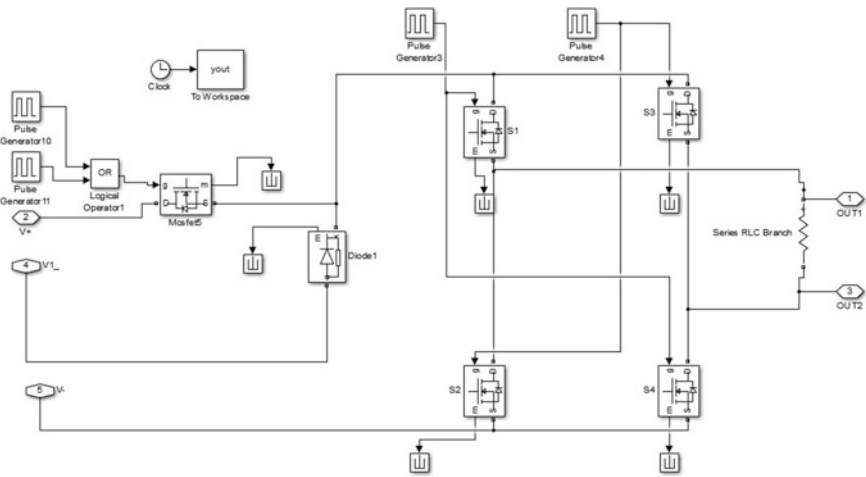 Pulse
Generator3
Pulse
Generator4
Clock
yout
To Workspace
Pulse
Generator10
Pulse
Generator11
OR
Logical
Operator1
g
m
D
S
Mosfet5
2
V+
4
V1_
5
V-
m
Diode1
g
D
m
S
S1
g
D
m
S
S3
Series RLC Branch
+
1
OUT1
3
OUT2
g
D
m
S
S2
g
D
m
S
S4